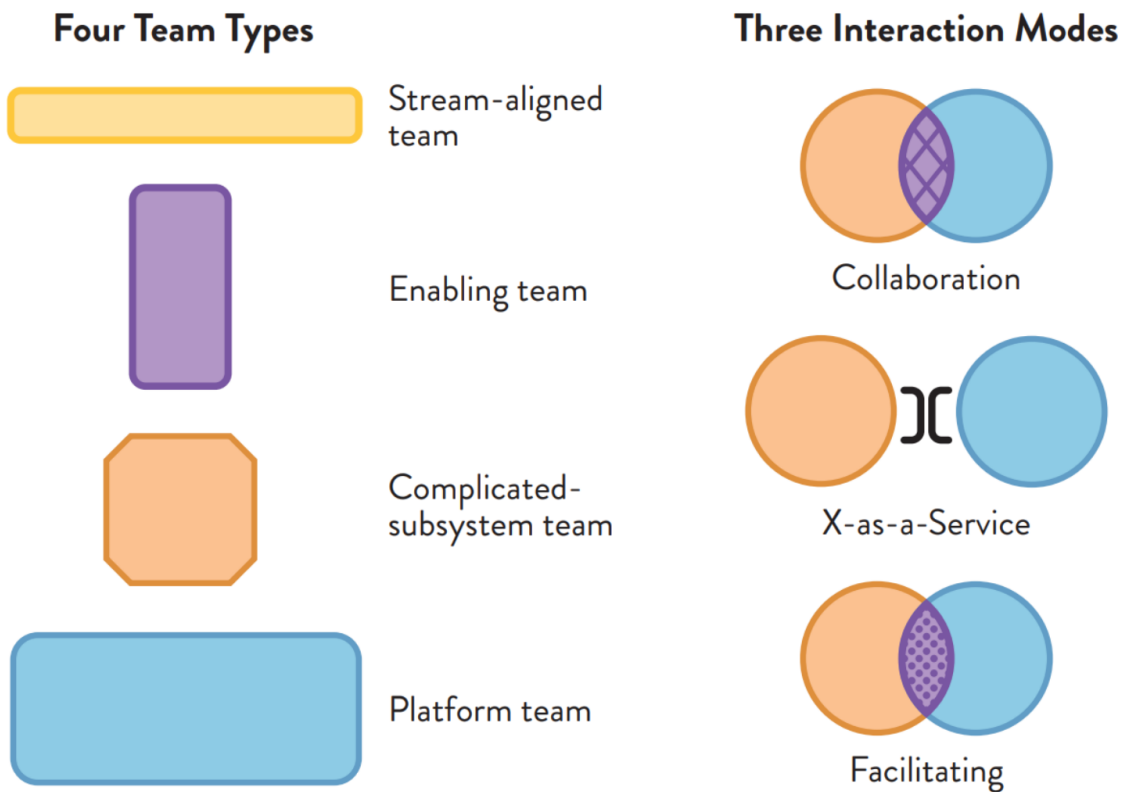 Four Team Types
Stream-aligned
team
Enabling team
Complicated-
subsystem team
Platform team
Three Interaction Modes
Collaboration
X-as-a-Service
Facilitating